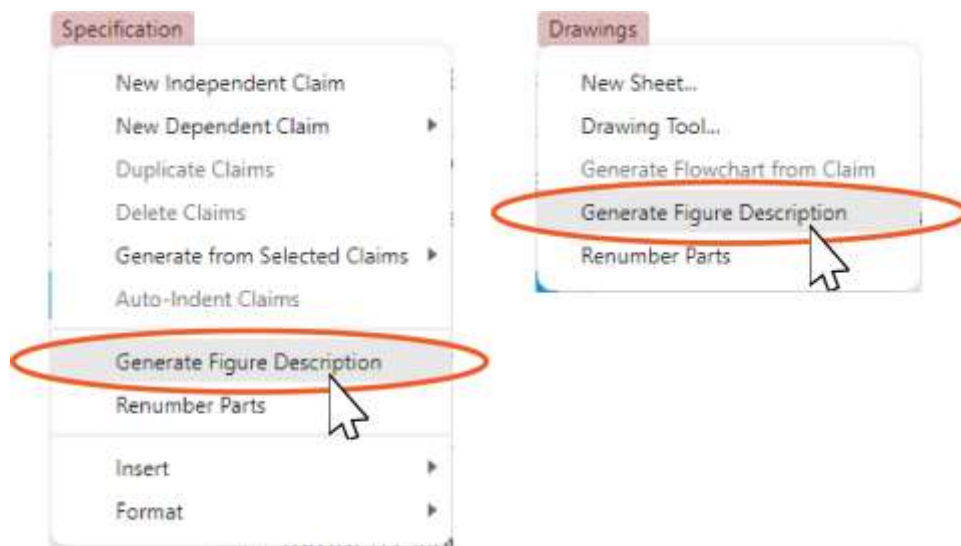 Specification
New Independent Claim
New Dependent Claim
Duplicate Claims
Delete Claims
Generate from Selected Claims
Auto-Indent Claims
Generate Figure Description
Renumber Parts
Insert
Format
Drawings
New Sheet...
Drawing Tool...
Generate Flowchart from Claim
Generate Figure Description
Renumber Parts